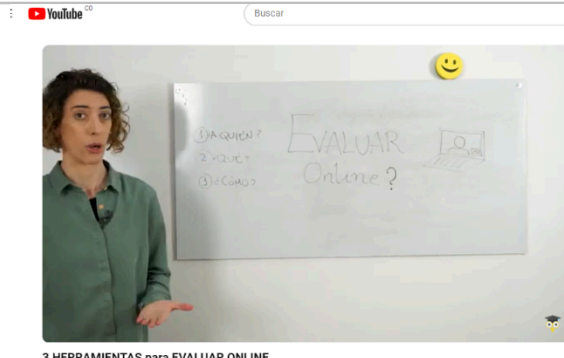 YouTube CO
Buscar
① ¿A QUIÉN?
② ¿QUÉ?
③ ¿CÓMO?
EVALUAR
Online?
3 HERRAMIENTAS para EVALUAR ONLINE